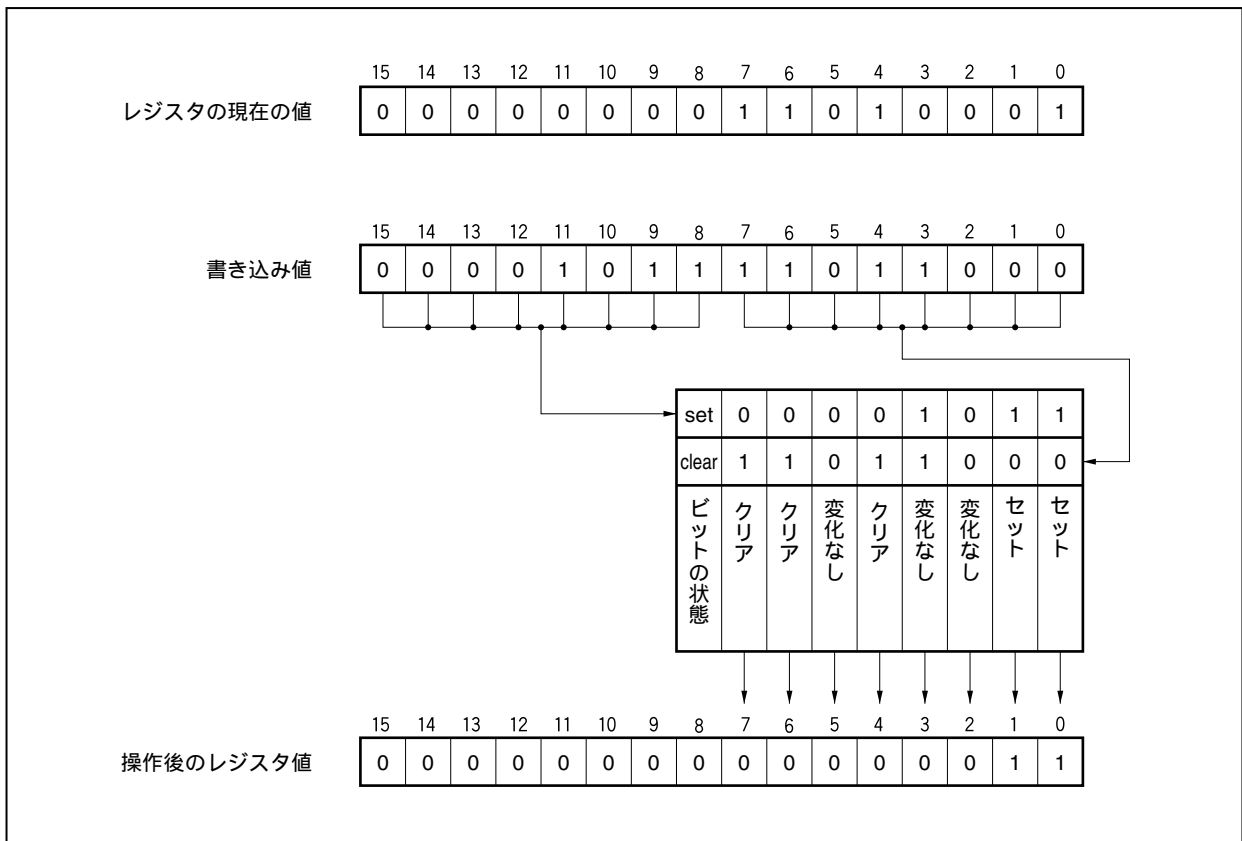 15 14 13 12 11 10 9 8 7 6 5 4 3 2 1 0
レジスタの現在の値 0 0 0 0 0 0 0 0 1 1 0 1 0 0 0 1
15 14 13 12 11 10 9 8 7 6 5 4 3 2 1 0
書き込み値 0 0 0 0 1 0 1 1 1 1 0 1 1 0 0 0
set 0 0 0 0 1 0 1 1
clear 1 1 0 1 1 0 0 0
ビットの状態
クリア
クリア
変化なし
クリア
変化なし
変化なし
セット
セット
15 14 13 12 11 10 9 8 7 6 5 4 3 2 1 0
操作後のレジスタ値 0 0 0 0 0 0 0 0 0 0 0 0 0 0 1 1